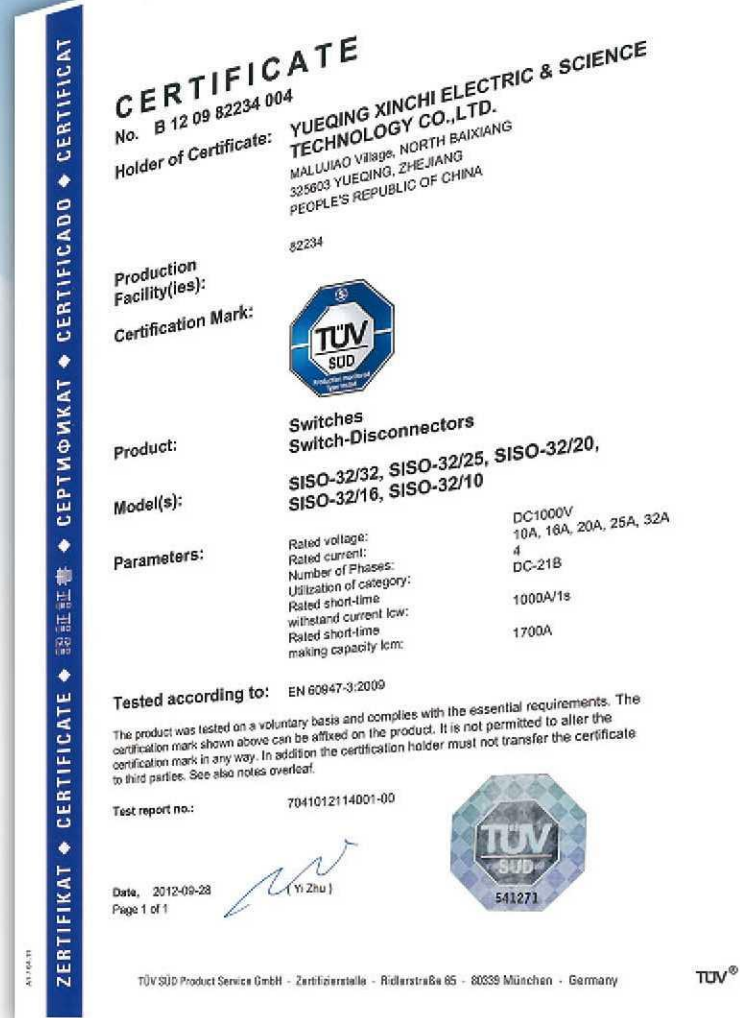 CERTIFICATE
No. B 12 09 82234 004
Holder of Certificate: YUEQING XINCHI ELECTRIC & SCIENCE
TECHNOLOGY CO.,LTD.
MALUJIAO Village, NORTH BAIXIANG
325603 YUEQING, ZHEJIANG
PEOPLE'S REPUBLIC OF CHINA
Production
Facility(ies):
82234
Certification Mark:
TÜV
SÜD
Production monitored
Type tested
Product:
Switches
Switch-Disconnectors
Model(s):
SISO-32/32, SISO-32/25, SISO-32/20,
SISO-32/16, SISO-32/10
Parameters:
Rated voltage: DC1000V
Rated current: 10A, 16A, 20A, 25A, 32A
Number of Phases: 4
Utilization of category: DC-21B
Rated short-time
withstand current Icw: 1000A/1s
Rated short-time
making capacity Icm: 1700A
Tested according to: EN 60947-3:2009
The product was tested on a voluntary basis and complies with the essential requirements. The
certification mark shown above can be affixed on the product. It is not permitted to alter the
certification mark in any way. In addition the certification holder must not transfer the certificate
to third parties. See also notes overleaf.
Test report no.: 7041012114001-00
TÜV
SÜD
541271
Date, 2012-09-28
( Yi Zhu )
Page 1 of 1
TÜV SÜD Product Service GmbH - Zertifizierstelle - Ridlerstraße 65 - 80339 München - Germany
TÜV®
ZERTIFIKAT ◆ CERTIFICATE ◆ 認証証書 ◆ СЕРТИФИКАТ ◆ CERTIFICADO ◆ CERTIFICAT